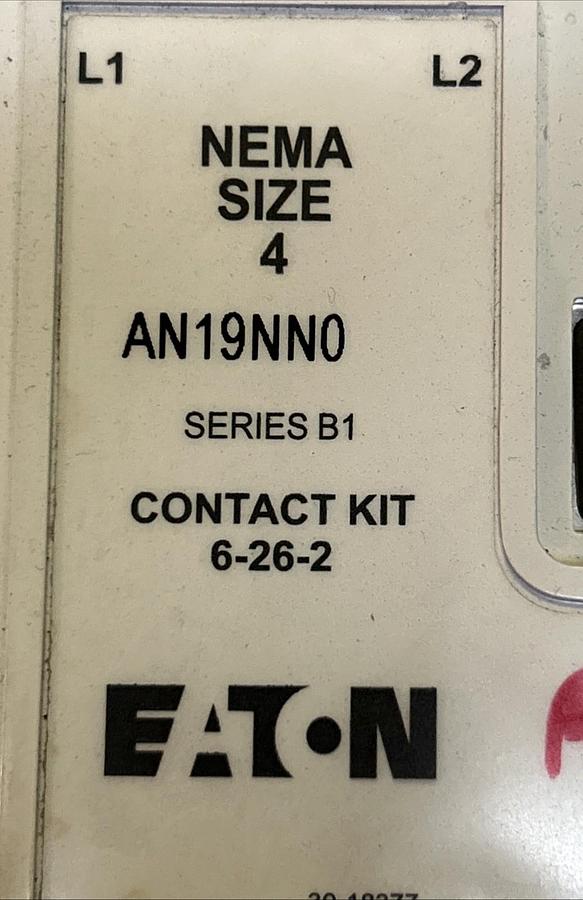 L1 L2
NEMA
SIZE
4
AN19NN0
SERIES B1
CONTACT KIT
6-26-2
EATON